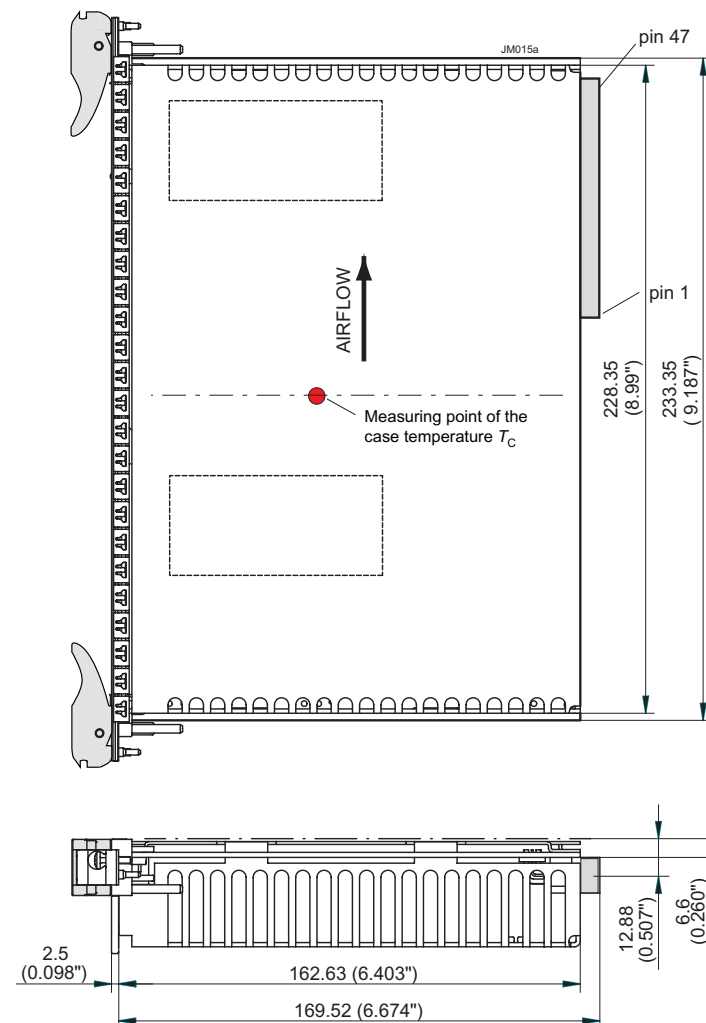 JM015a
pin 47
AIRFLOW
pin 1
228.35
(8.99")
233.35
( 9.187")
Measuring point of the
case temperature TC
12.88
(0.507")
6.6
(0.260")
2.5
(0.098")
162.63 (6.403")
169.52 (6.674")